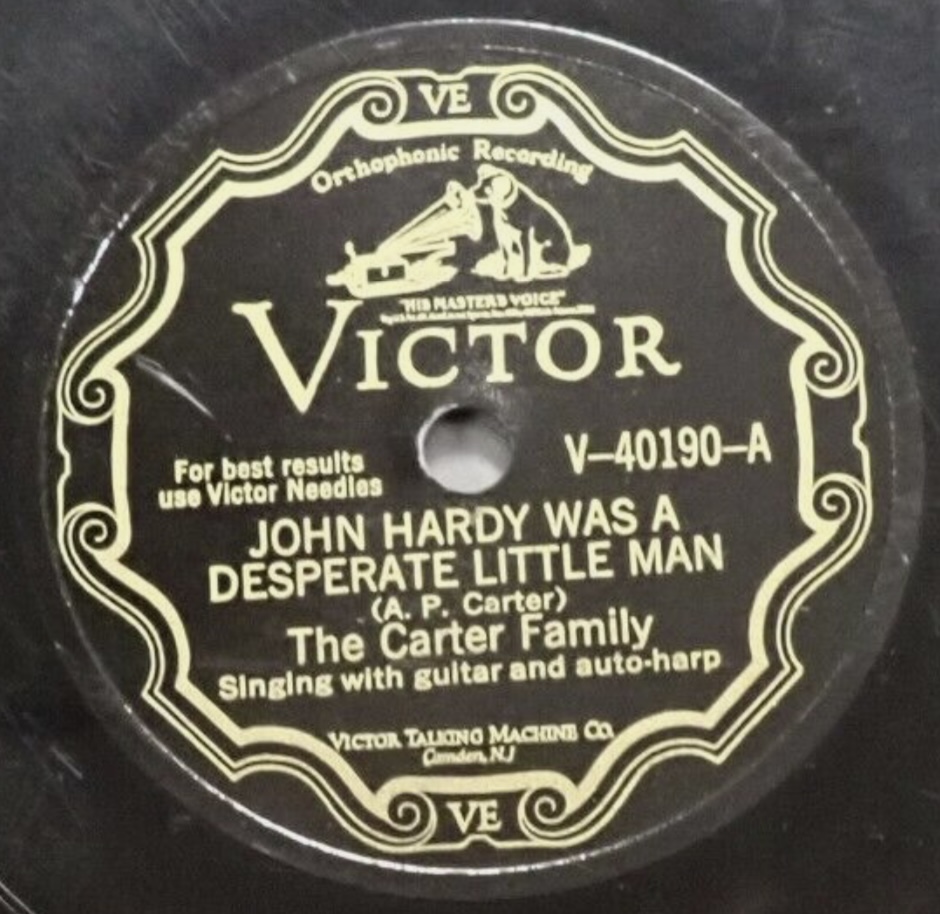 VE
Orthophonic Recording
"HIS MASTER'S VOICE"
VICTOR
V–40190–A
For best results
use Victor Needles
JOHN HARDY WAS A
DESPERATE LITTLE MAN
(A. P. Carter)
The Carter Family
Singing with guitar and auto-harp
VICTOR TALKING MACHINE CO.
Camden, NJ
VE